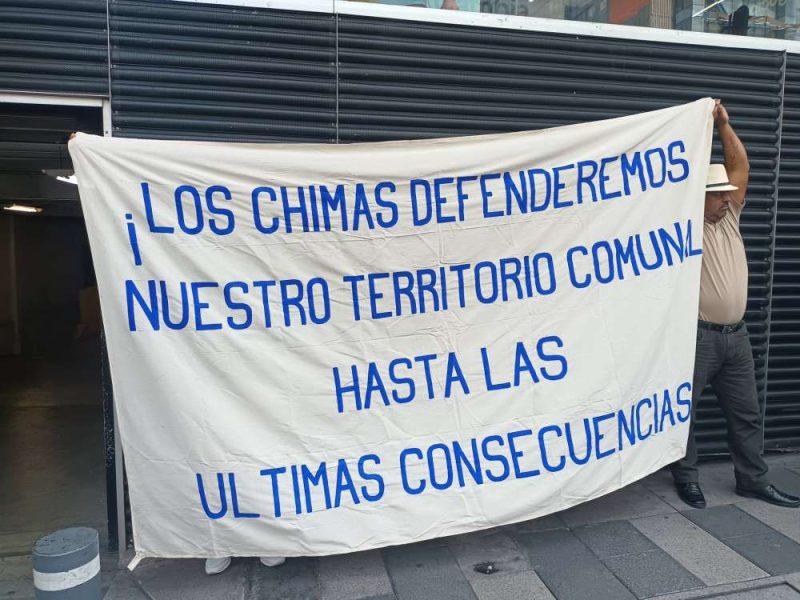 ¡LOS CHIMAS DEFENDEREMOS
NUESTRO TERRITORIO COMUNAL
HASTA LAS
ULTIMAS CONSECUENCIAS